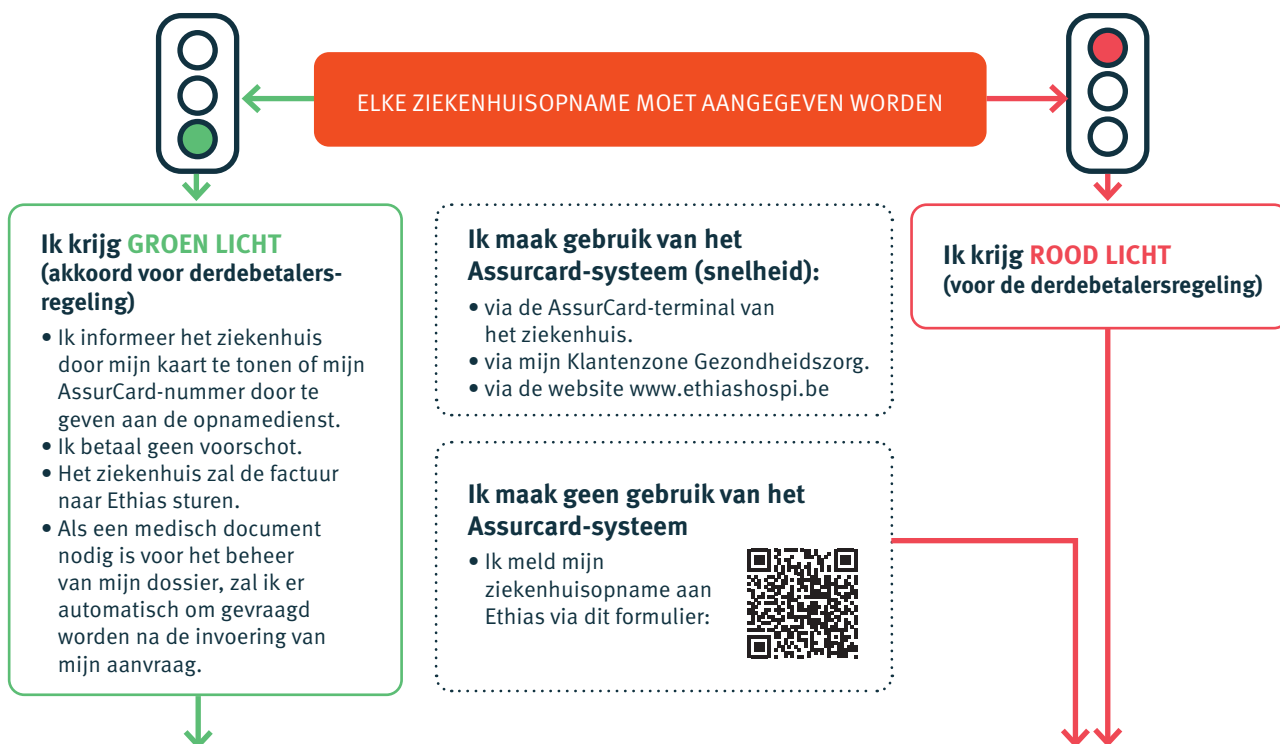 ELKE ZIEKENHUISOPNAME MOET AANGEGEVEN WORDEN
Ik krijg GROEN LICHT
(akkoord voor derdebetalers-
regeling)
• Ik informeer het ziekenhuis
door mijn kaart te tonen of mijn
AssurCard-nummer door te
geven aan de opnamedienst.
• Ik betaal geen voorschot.
• Het ziekenhuis zal de factuur
naar Ethias sturen.
• Als een medisch document
nodig is voor het beheer
van mijn dossier, zal ik er
automatisch om gevraagd
worden na de invoering van
mijn aanvraag.
Ik maak gebruik van het
Assurcard-systeem (snelheid):
• via de AssurCard-terminal van
het ziekenhuis.
• via mijn Klantenzone Gezondheidszorg.
• via de website www.ethiashospi.be
Ik maak geen gebruik van het
Assurcard-systeem
• Ik meld mijn
ziekenhuisopname aan
Ethias via dit formulier:
Ik krijg ROOD LICHT
(voor de derdebetalersregeling)